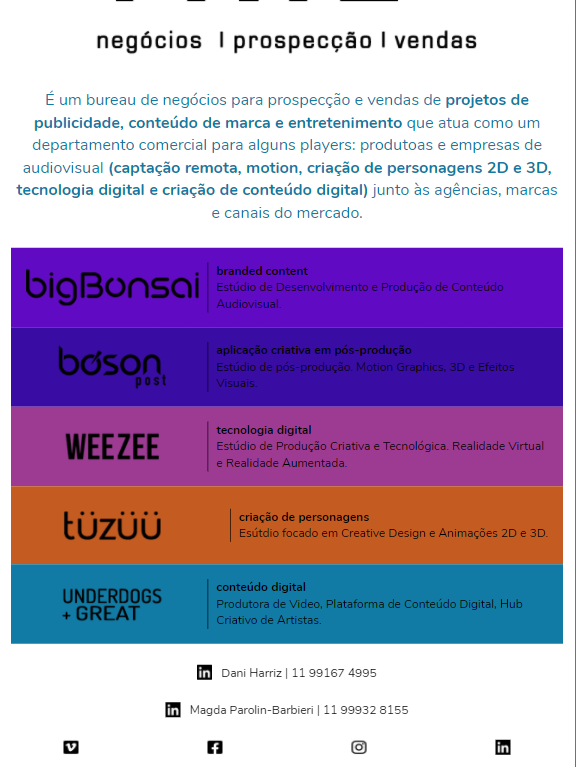 negócios | prospecção | vendas
É um bureau de negócios para prospecção e vendas de projetos de
publicidade, conteúdo de marca e entretenimento que atua como um
departamento comercial para alguns players: produtoas e empresas de
audiovisual (captação remota, motion, criação de personagens 2D e 3D,
tecnologia digital e criação de conteúdo digital) junto às agências, marcas
e canais do mercado.
bigBonsai
branded content
Estúdio de Desenvolvimento e Produção de Conteúdo
Audiovisual.
bóson
post
aplicação criativa em pós-produção
Estúdio de pós-produção. Motion Graphics, 3D e Efeitos
Visuais.
WEEZEE
tecnologia digital
Estúdio de Produção Criativa e Tecnológica. Realidade Virtual
e Realidade Aumentada.
tüzüü
criação de personagens
Esútdio focado em Creative Design e Animações 2D e 3D.
UNDERDOGS
+ GREAT
conteúdo digital
Produtora de Video, Plataforma de Conteúdo Digital, Hub
Criativo de Artistas.
in Dani Harriz | 11 99167 4995
in Magda Parolin-Barbieri | 11 99932 8155